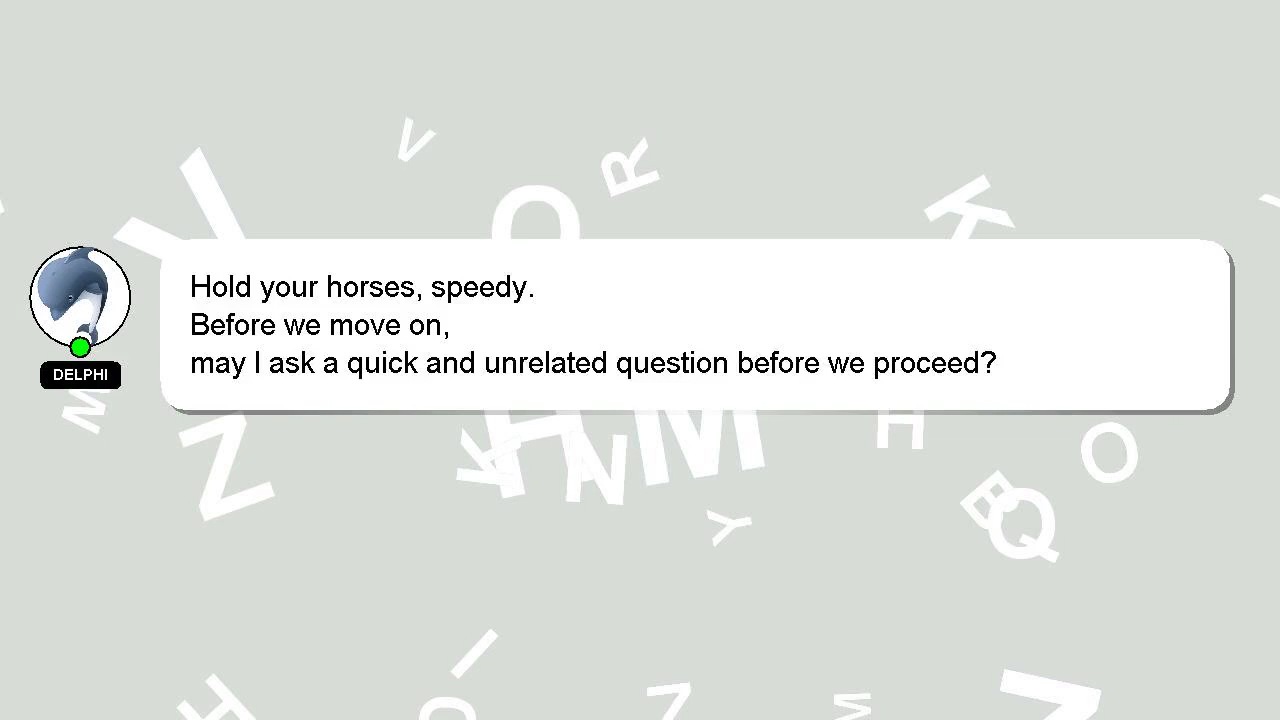 Hold your horses, speedy.
Before we move on,
may I ask a quick and unrelated question before we proceed?
DELPHI
V
R
K
Y
O
M
Z
K
H
N
M
H
O
B
Q
Y
I
H
O
Z
M
N